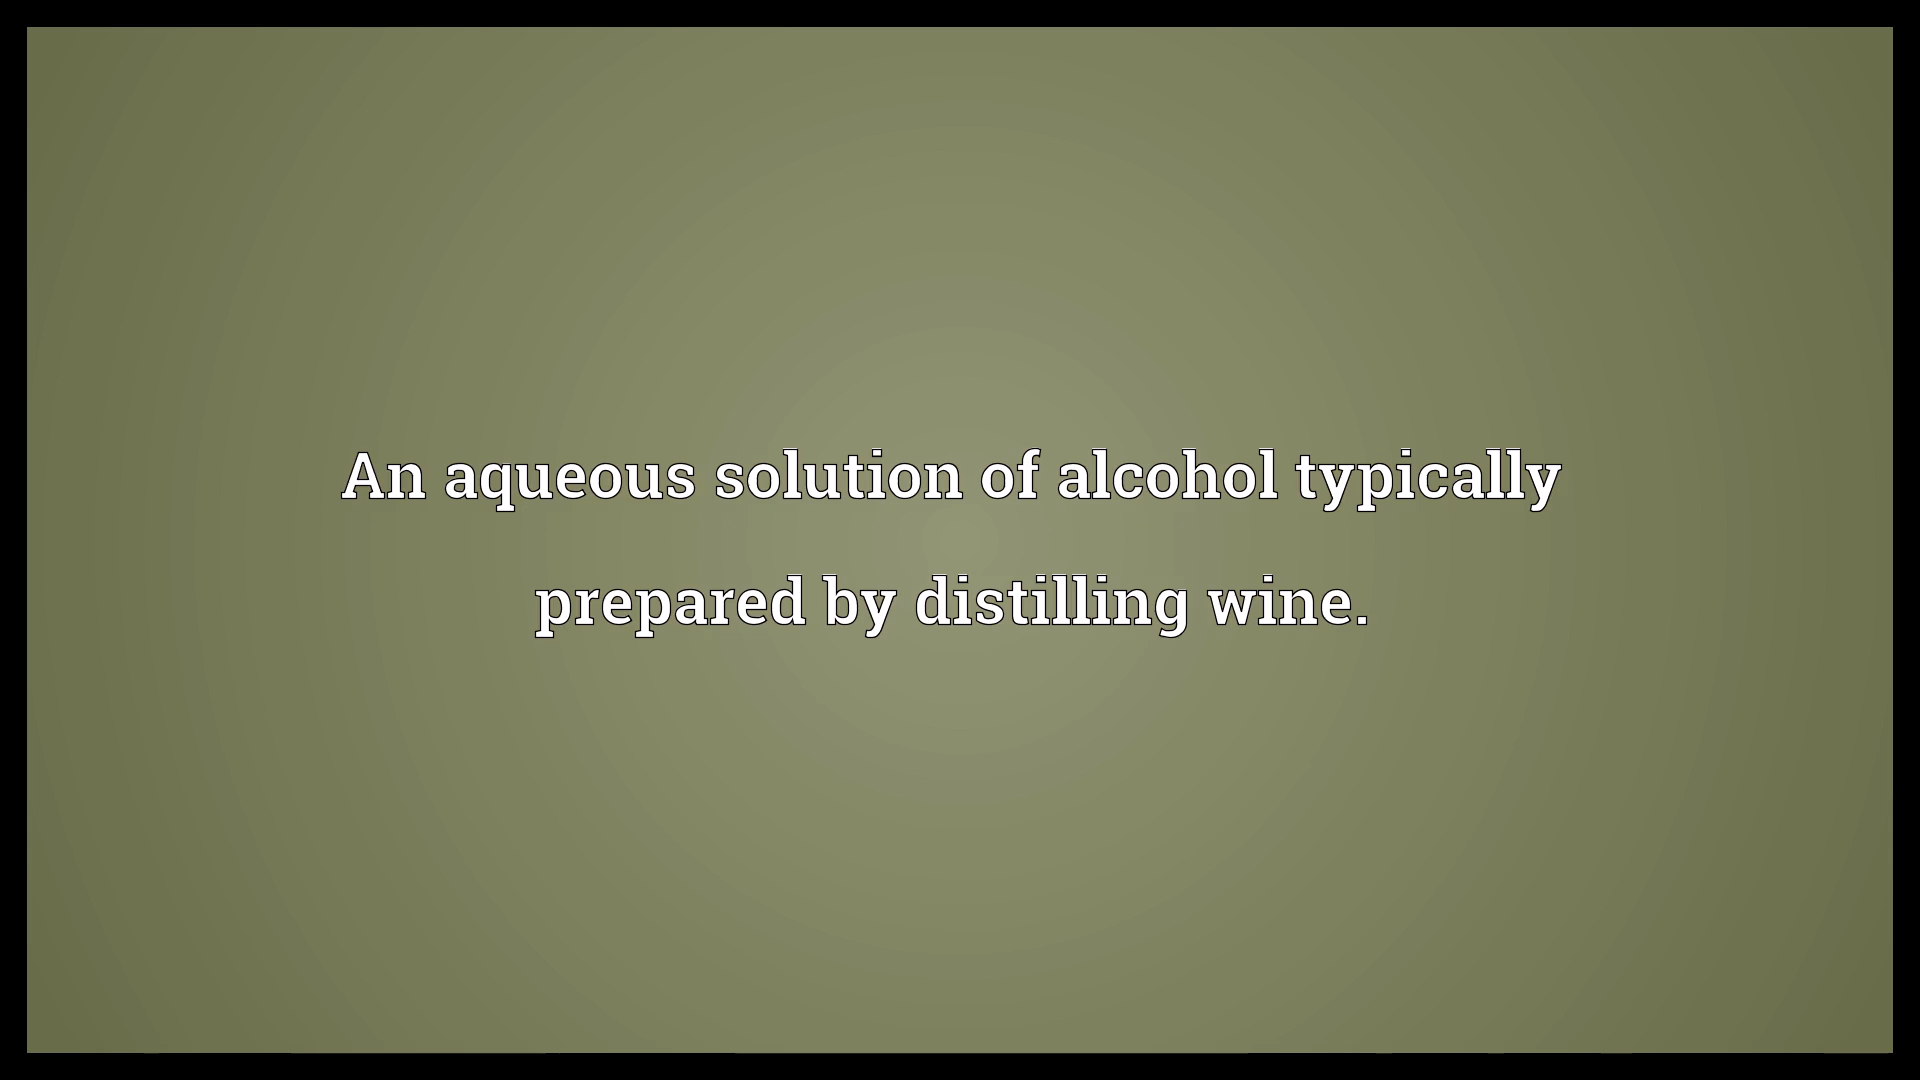 An aqueous solution of alcohol typically
prepared by distilling wine.